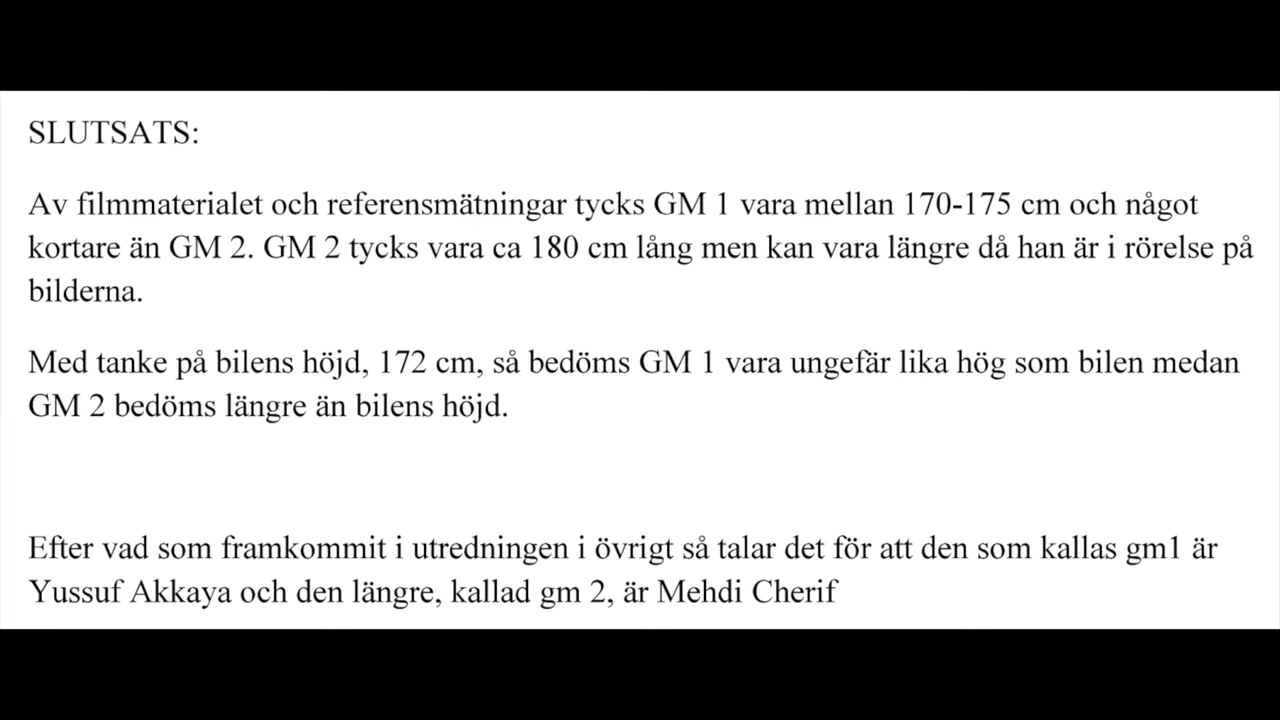 SLUTSATS:
Av filmmaterialet och referensmätningar tycks GM 1 vara mellan 170-175 cm och något
kortare än GM 2. GM 2 tycks vara ca 180 cm lång men kan vara längre då han är i rörelse på
bilderna.
Med tanke på bilens höjd, 172 cm, så bedöms GM 1 vara ungefär lika hög som bilen medan
GM 2 bedöms längre än bilens höjd.
Efter vad som framkommit i utredningen i övrigt så talar det för att den som kallas gm1 är
Yussuf Akkaya och den längre, kallad gm 2, är Mehdi Cherif